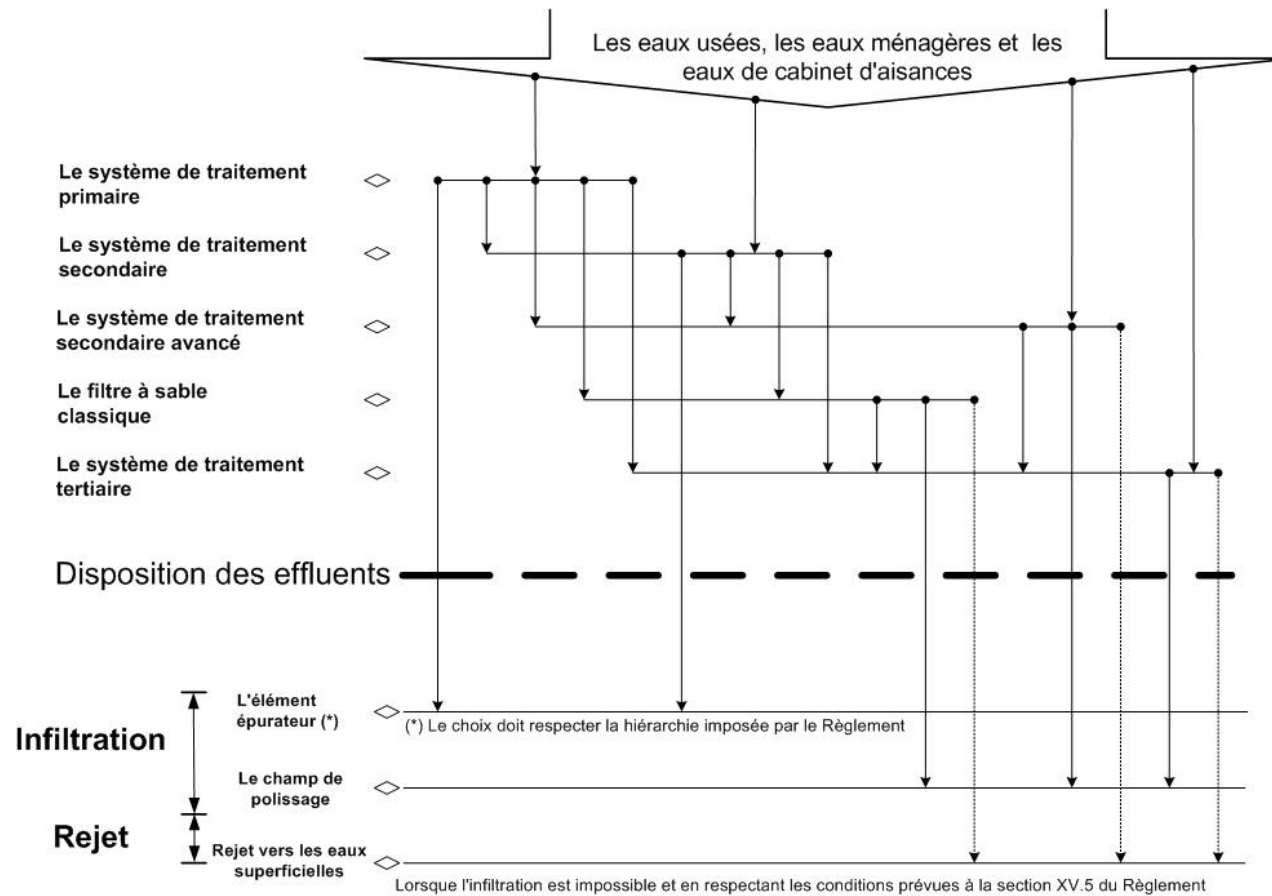 Les eaux usées, les eaux ménagères et les
eaux de cabinet d'aisances
Le système de traitement
primaire
Le système de traitement
secondaire
Le système de traitement
secondaire avancé
Le filtre à sable
classique
Le système de traitement
tertiaire
Disposition des effluents
Infiltration
L'élément
épurateur (*)
(*) Le choix doit respecter la hiérarchie imposée par le Règlement
Le champ de
polissage
Rejet
Rejet vers les eaux
superficielles
Lorsque l'infiltration est impossible et en respectant les conditions prévues à la section XV.5 du Règlement